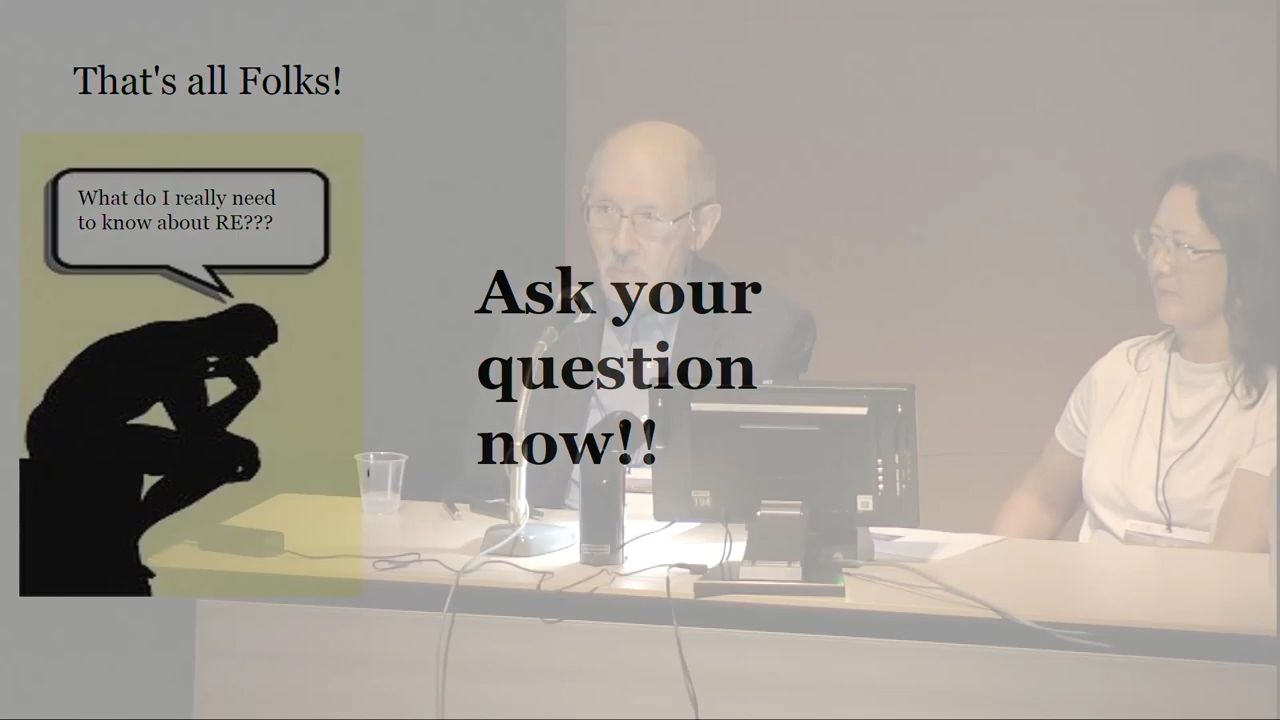 That's all Folks!
What do I really need
to know about RE???
Ask your
question
now!!